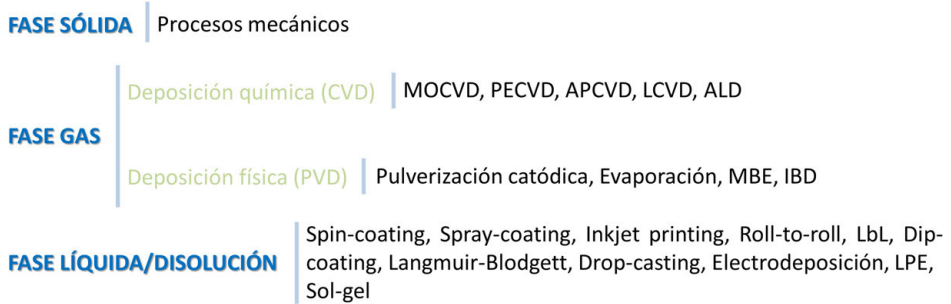 FASE SÓLIDA
Procesos mecánicos
FASE GAS
Deposición química (CVD)
MOCVD, PECVD, APCVD, LCVD, ALD
Deposición física (PVD)
Pulverización catódica, Evaporación, MBE, IBD
FASE LÍQUIDA/DISOLUCIÓN
Spin-coating, Spray-coating, Inkjet printing, Roll-to-roll, LbL, Dip-
coating, Langmuir-Blodgett, Drop-casting, Electrodeposición, LPE,
Sol-gel